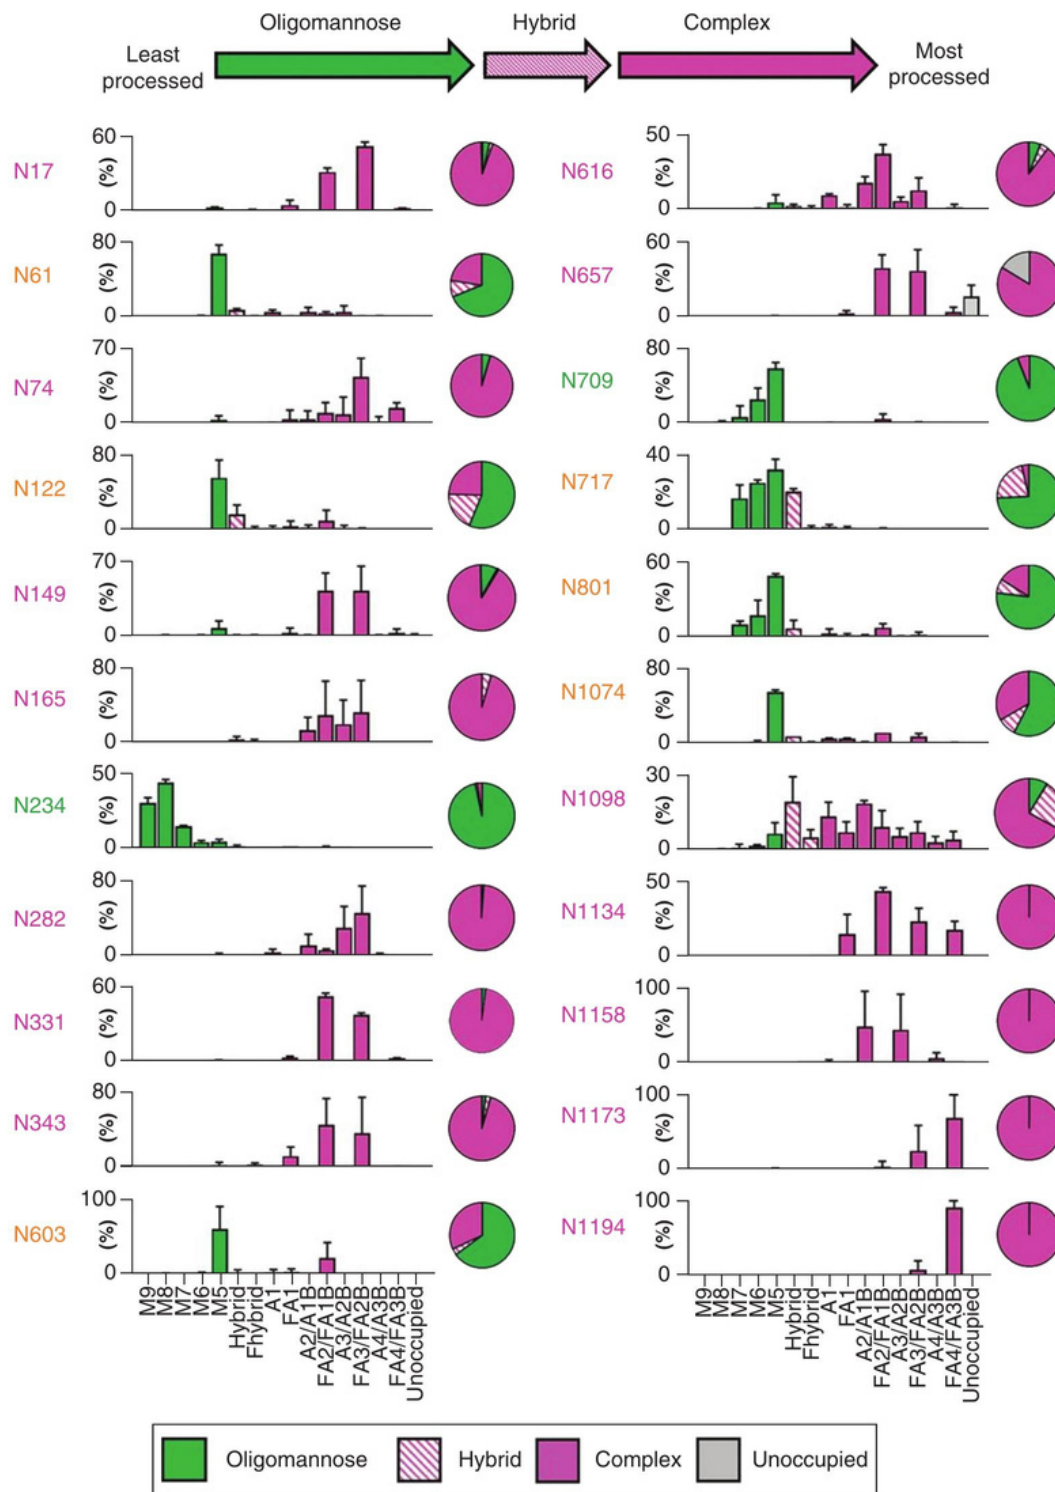 Oligomannose Hybrid Complex
Least processed
Most processed
N17 60 0 (%)
N616 50 0 (%)
N61 80 0 (%)
N657 60 0 (%)
N74 70 0 (%)
N709 80 0 (%)
N122 80 0 (%)
N717 40 0 (%)
N149 70 0 (%)
N801 60 0 (%)
N165 80 0 (%)
N1074 80 0 (%)
N234 50 0 (%)
N1098 30 0 (%)
N282 80 0 (%)
N1134 50 0 (%)
N331 60 0 (%)
N1158 100 0 (%)
N343 80 0 (%)
N1173 100 0 (%)
N603 100 0 (%)
N1194 100 0 (%)
M9 M8 M7 M6 M5 Hybrid Fhybrid A1 FA1 A2/A1B FA2/FA1B A3/A2B FA3/FA2B A4/A3B FA4/FA3B Unoccupied
M9 M8 M7 M6 M5 Hybrid Fhybrid A1 FA1 A2/A1B FA2/FA1B A3/A2B FA3/FA2B A4/A3B FA4/FA3B Unoccupied
Oligomannose Hybrid Complex Unoccupied